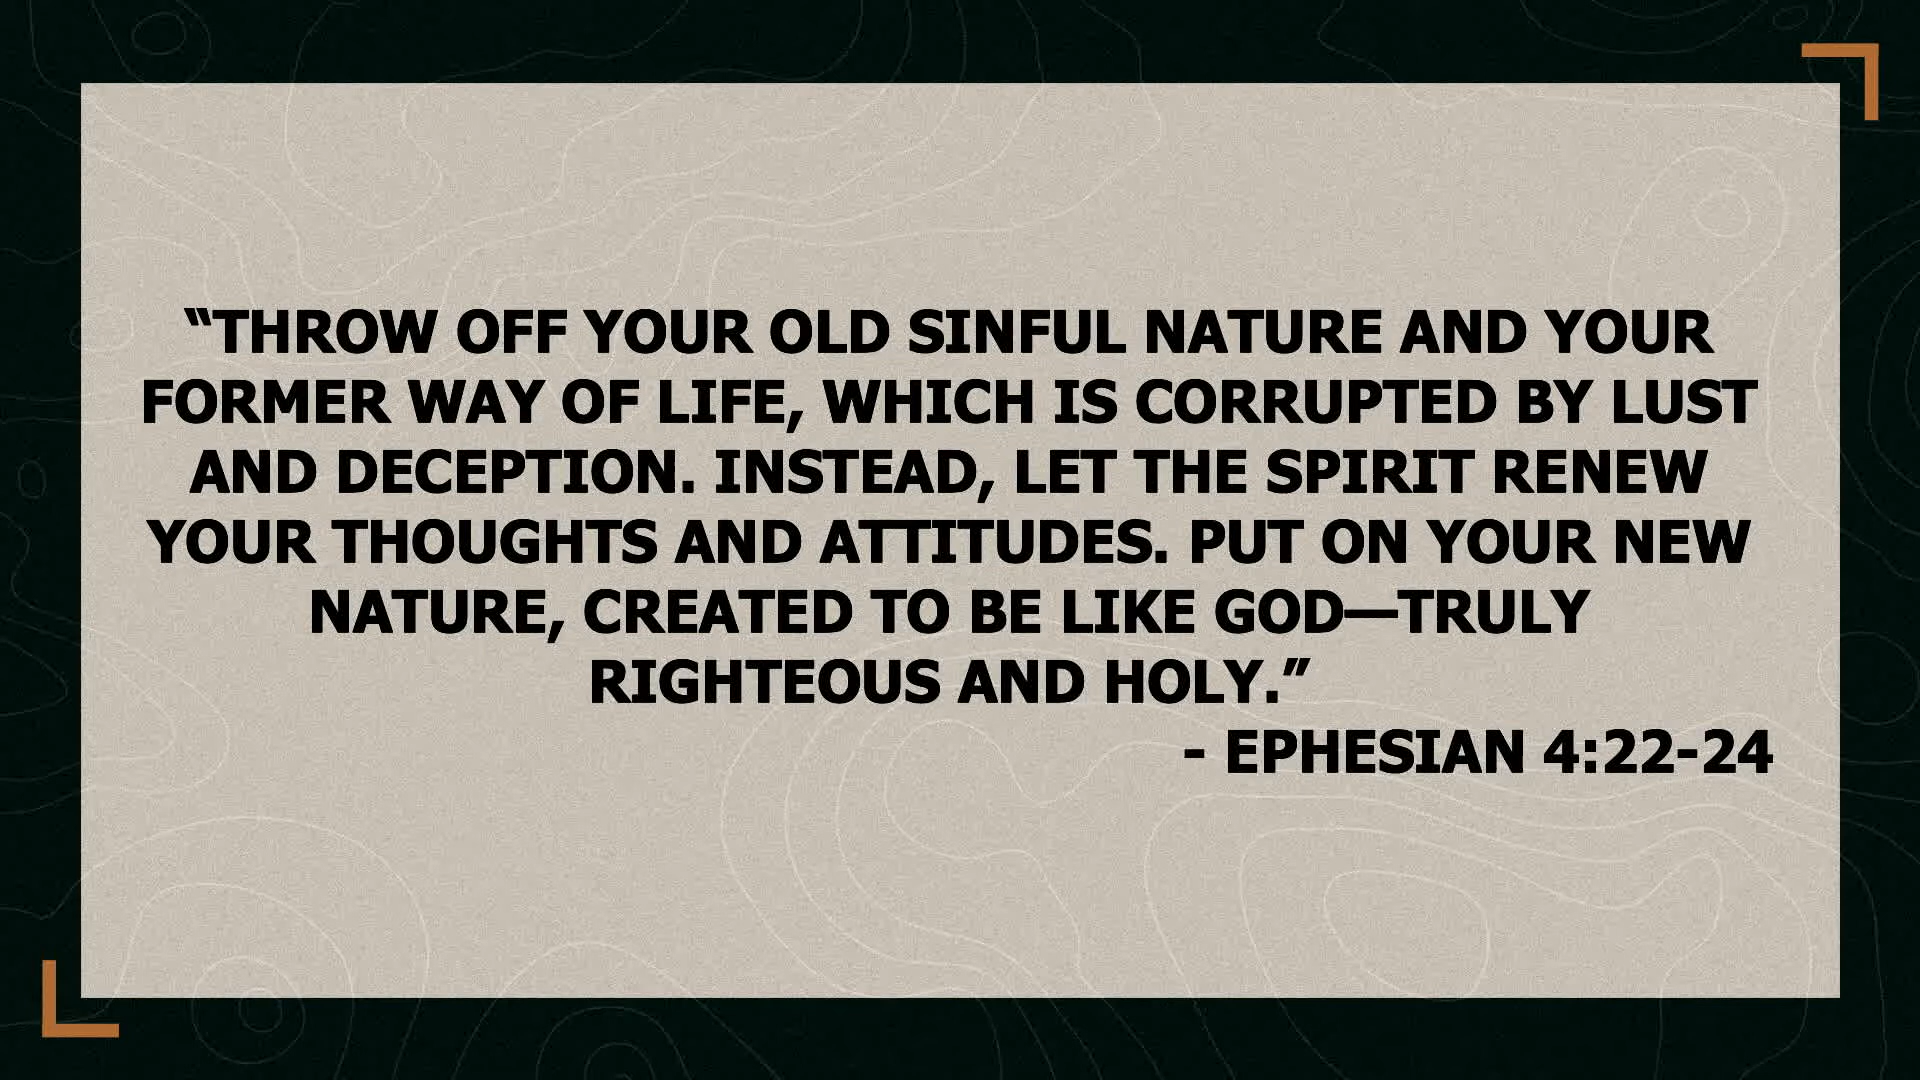 “THROW OFF YOUR OLD SINFUL NATURE AND YOUR
FORMER WAY OF LIFE, WHICH IS CORRUPTED BY LUST
AND DECEPTION. INSTEAD, LET THE SPIRIT RENEW
YOUR THOUGHTS AND ATTITUDES. PUT ON YOUR NEW
NATURE, CREATED TO BE LIKE GOD—TRULY
RIGHTEOUS AND HOLY.”
- EPHESIAN 4:22-24